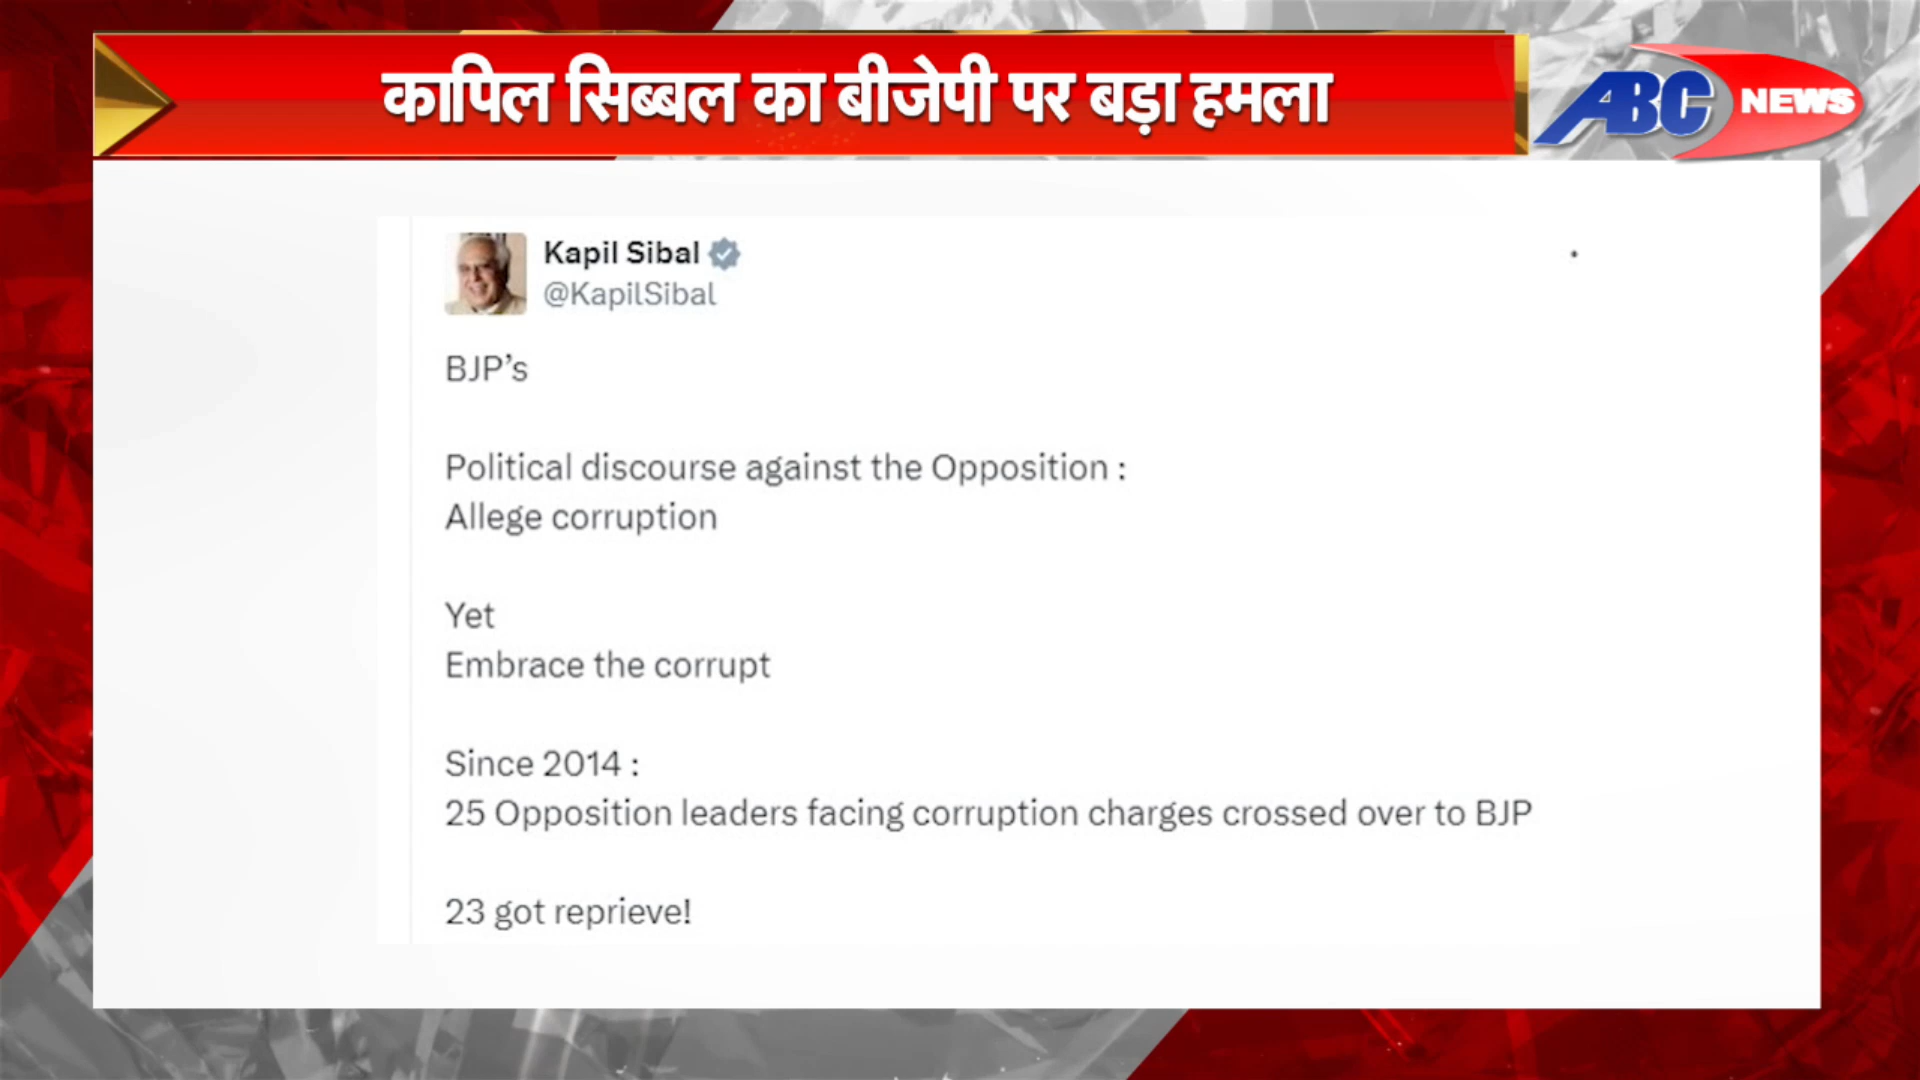 कापिल सिब्बल का बीजेपी पर बड़ा हमला
ABC NEWS
Kapil Sibal
@KapilSibal
BJP’s
Political discourse against the Opposition :
Allege corruption
Yet
Embrace the corrupt
Since 2014 :
25 Opposition leaders facing corruption charges crossed over to BJP
23 got reprieve!